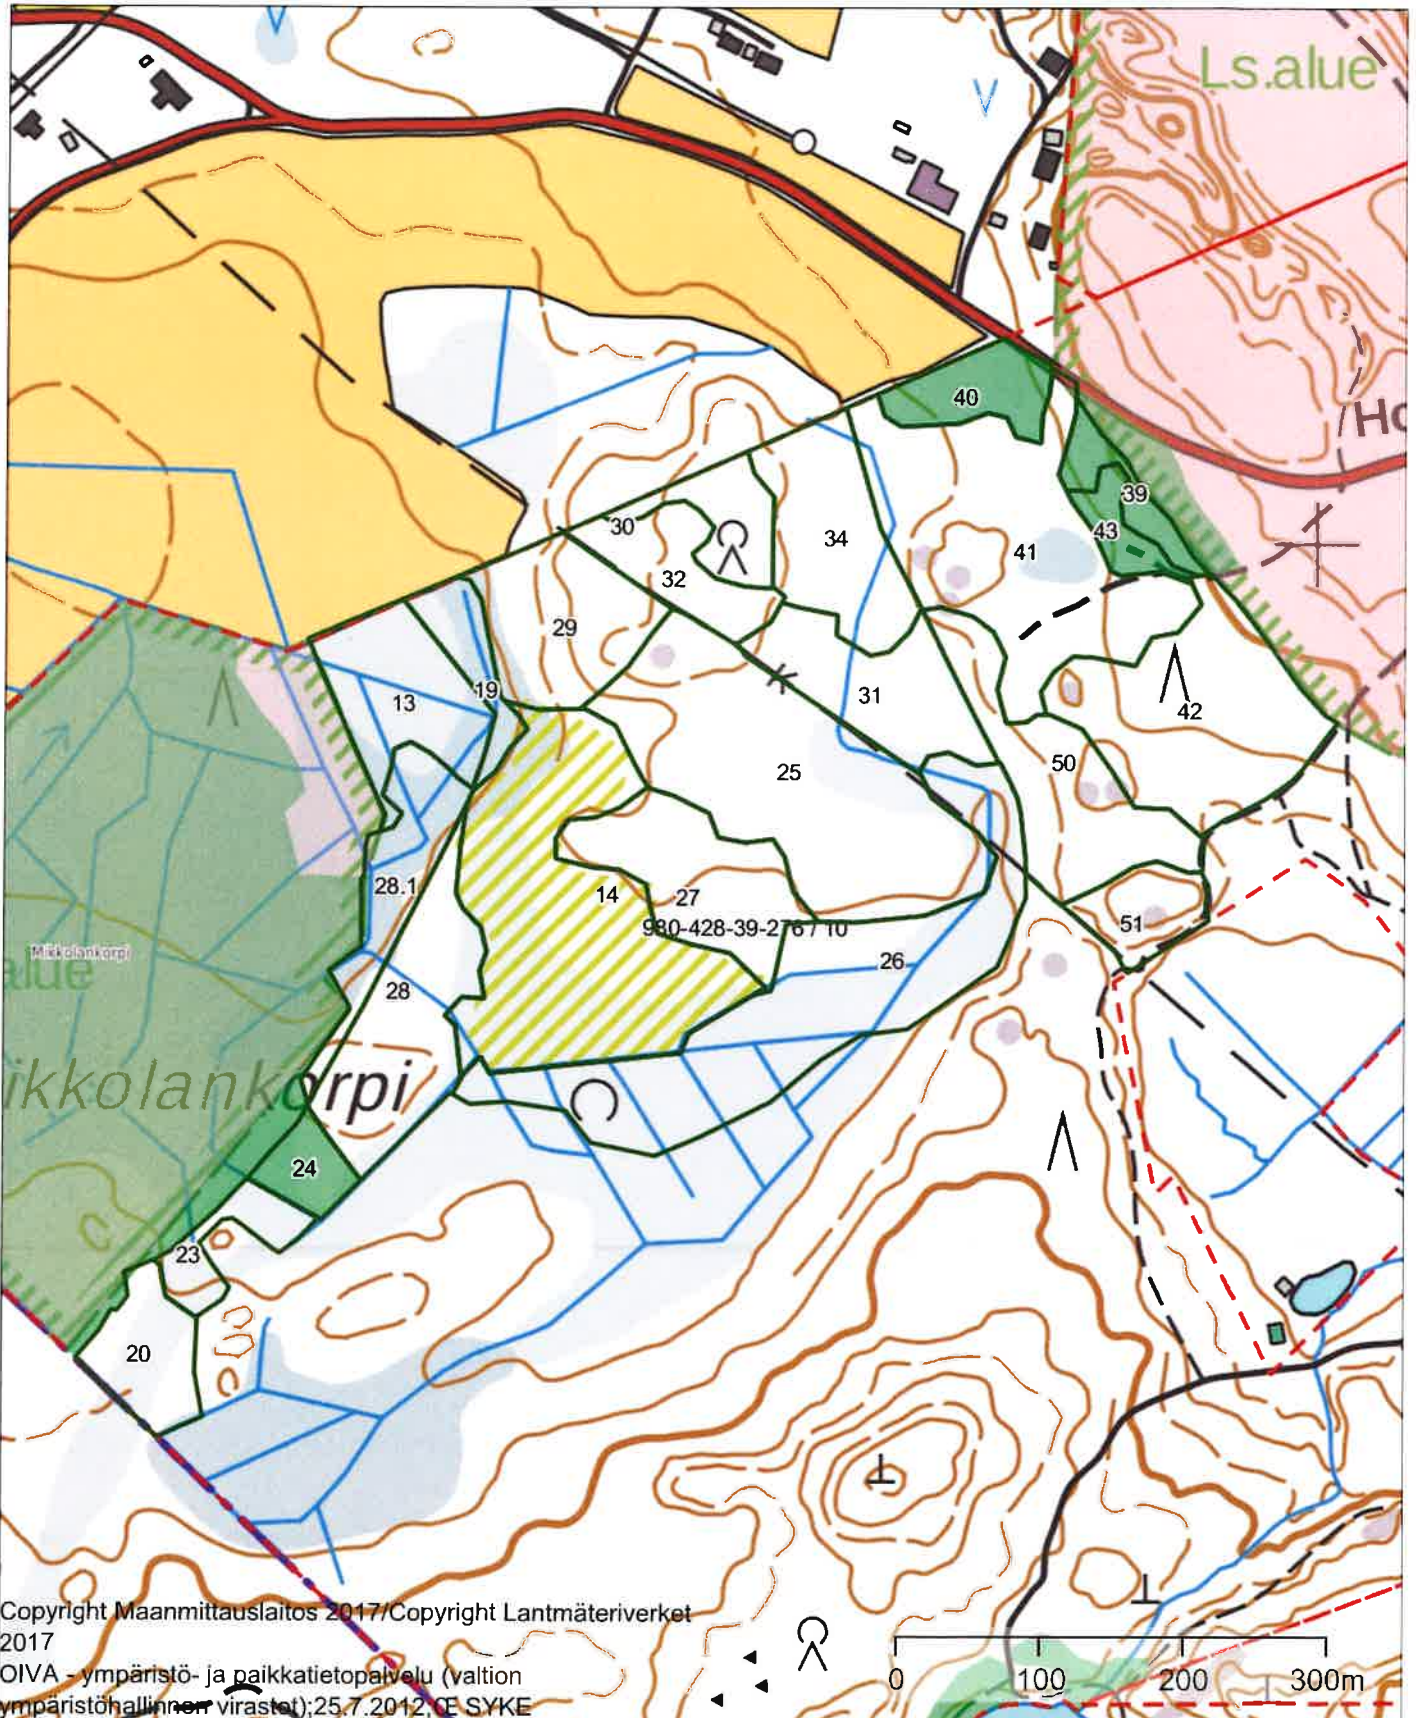 Ls.alue
40
Ho
39
43
30
34
41
32
29
19
13
31
42
50
25
28.1
14
27
980-428-39-276 / 10
51
Mikkolankorpi
alue
26
28
ikkolankorpi
24
23
20
Copyright Maanmittauslaitos 2017/Copyright Lantmäteriverket
2017
OIVA - ympäristö- ja paikkatietopalvelu (valtion
ympäristöhallinnon virastot);25.7.2012,Œ SYKE
0 100 200 300m